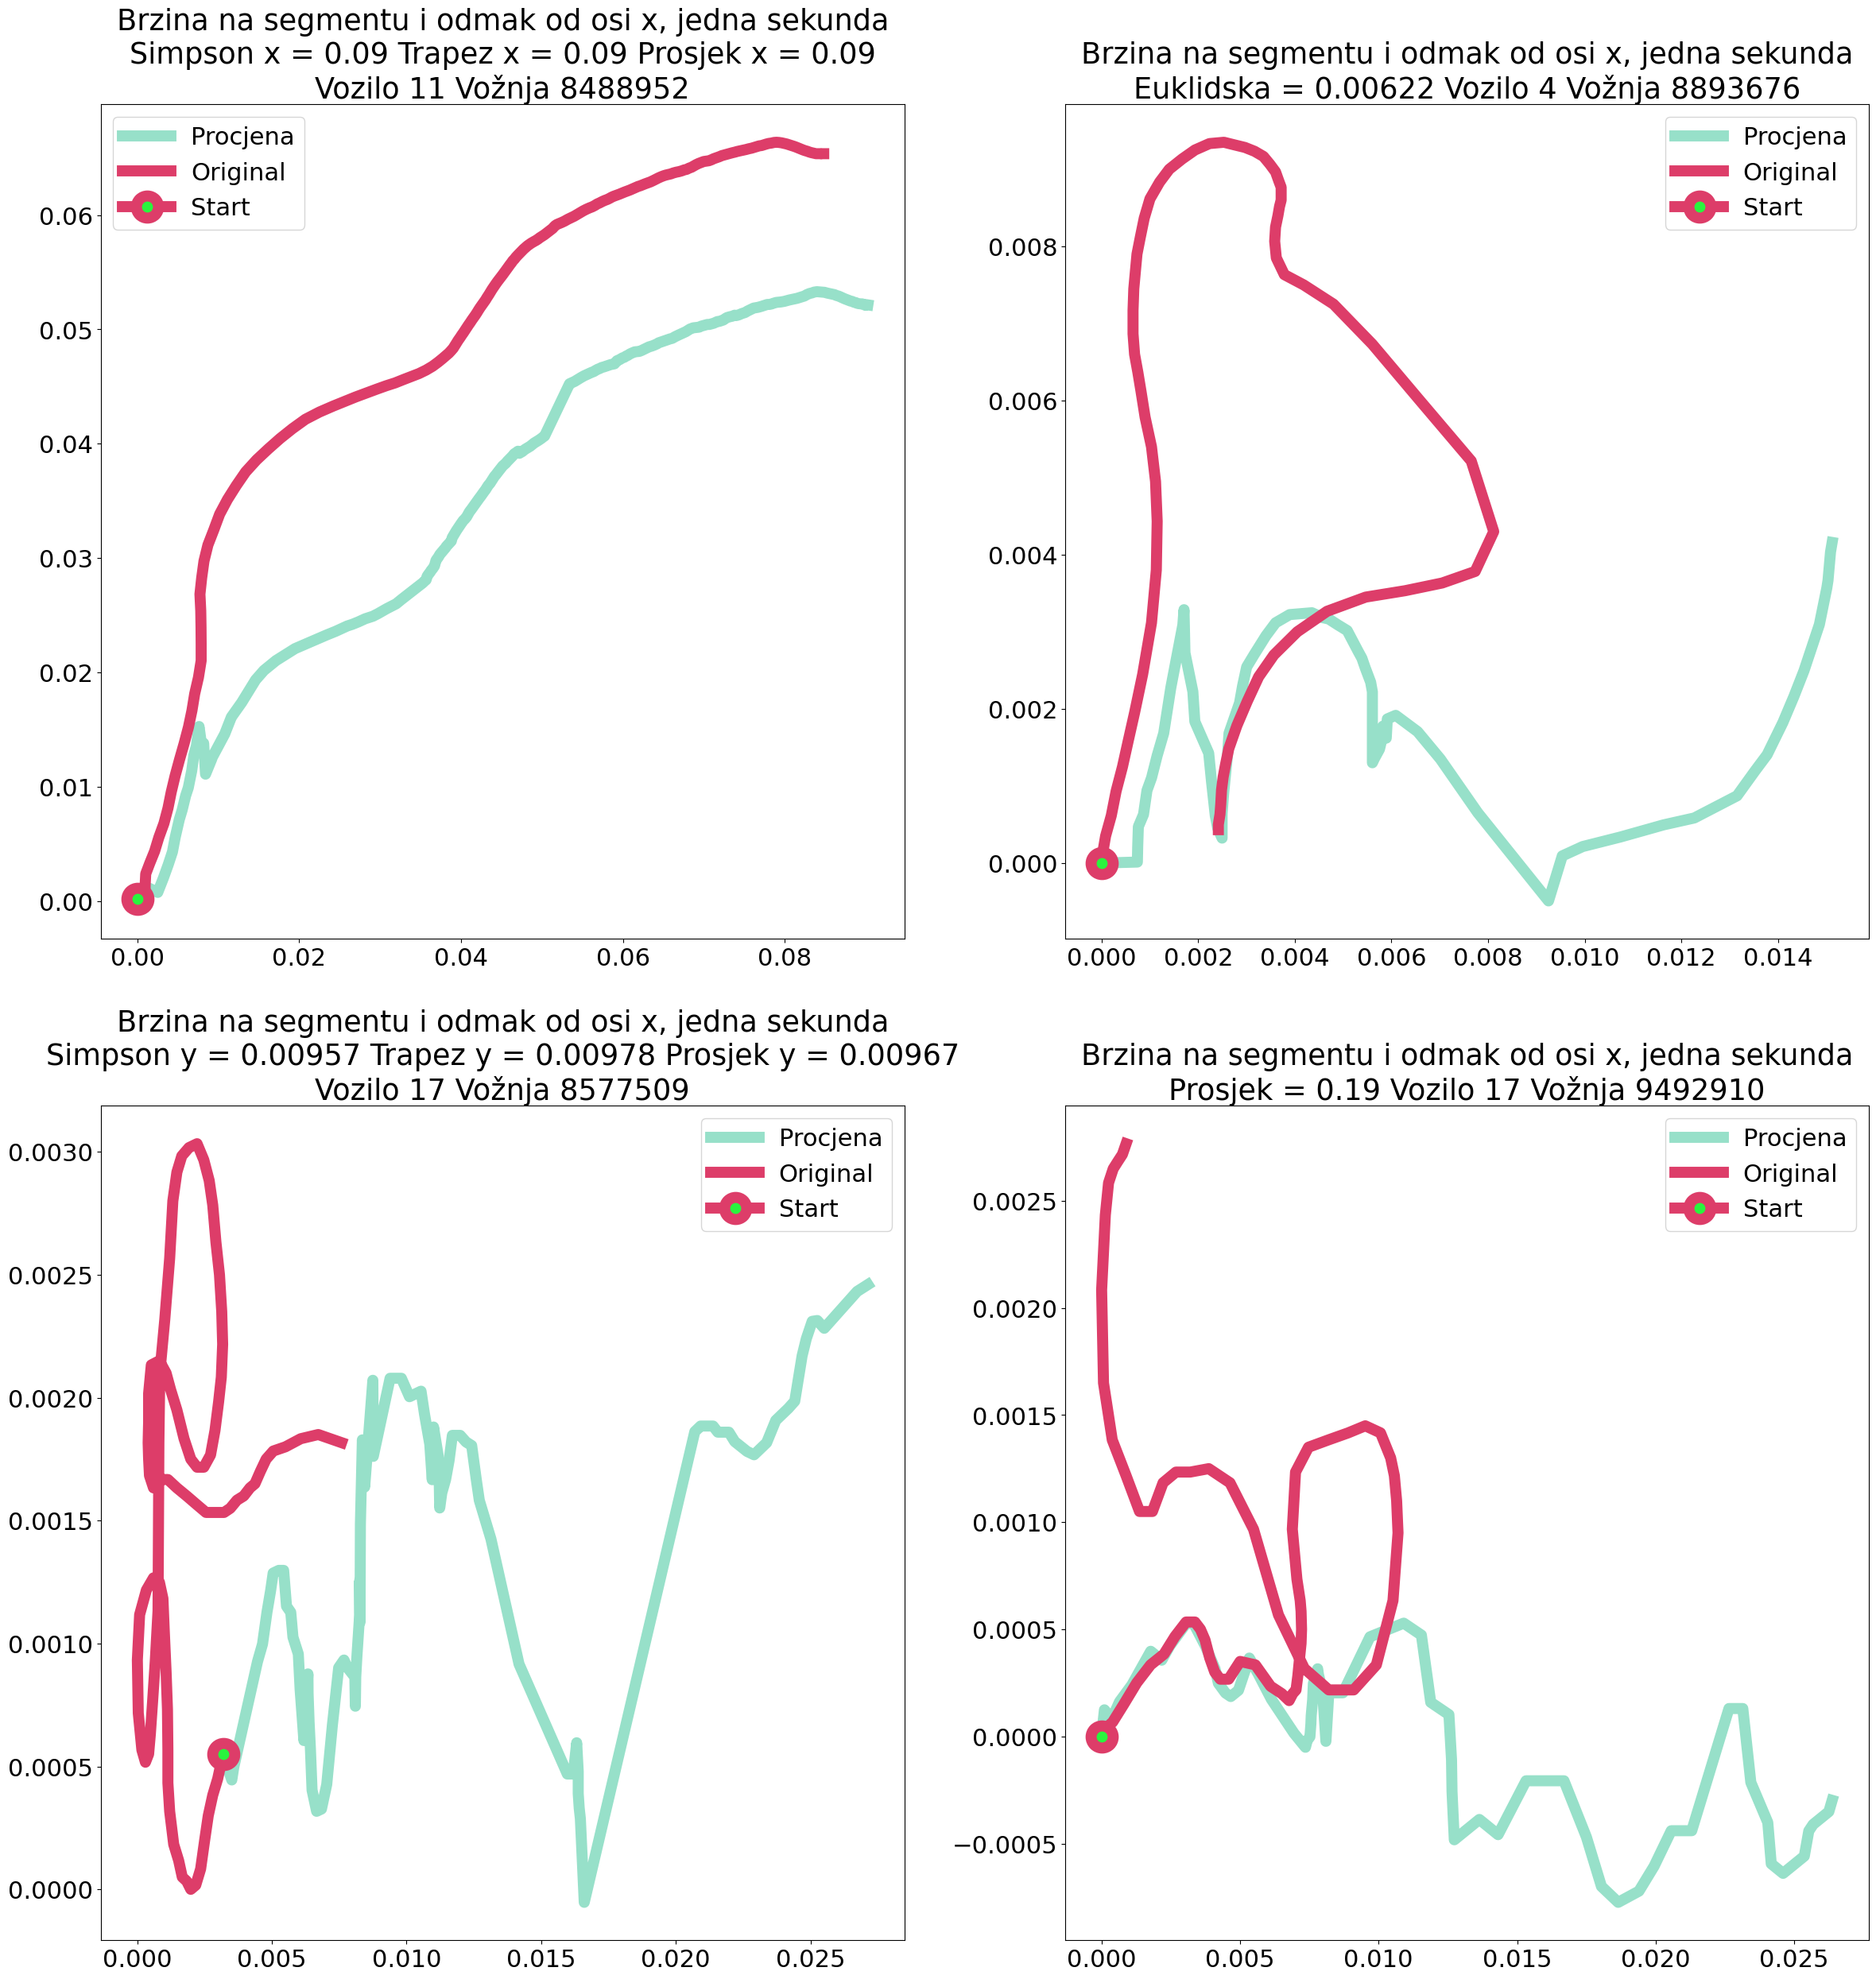 Brzina na segmentu i odmak od osi x, jedna sekunda
Simpson x = 0.09 Trapez x = 0.09 Prosjek x = 0.09
Vozilo 11 Vožnja 8488952
Procjena
Original
Start
0.06
0.05
0.04
0.03
0.02
0.01
0.00
0.00 0.02 0.04 0.06 0.08
Brzina na segmentu i odmak od osi x, jedna sekunda
Euklidska = 0.00622 Vozilo 4 Vožnja 8893676
Procjena
Original
Start
0.008
0.006
0.004
0.002
0.000
0.000 0.002 0.004 0.006 0.008 0.010 0.012 0.014
Brzina na segmentu i odmak od osi x, jedna sekunda
Simpson y = 0.00957 Trapez y = 0.00978 Prosjek y = 0.00967
Vozilo 17 Vožnja 8577509
Procjena
Original
Start
0.0030
0.0025
0.0020
0.0015
0.0010
0.0005
0.0000
0.000 0.005 0.010 0.015 0.020 0.025
Brzina na segmentu i odmak od osi x, jedna sekunda
Prosjek = 0.19 Vozilo 17 Vožnja 9492910
Procjena
Original
Start
0.0025
0.0020
0.0015
0.0010
0.0005
0.0000
−0.0005
0.000 0.005 0.010 0.015 0.020 0.025